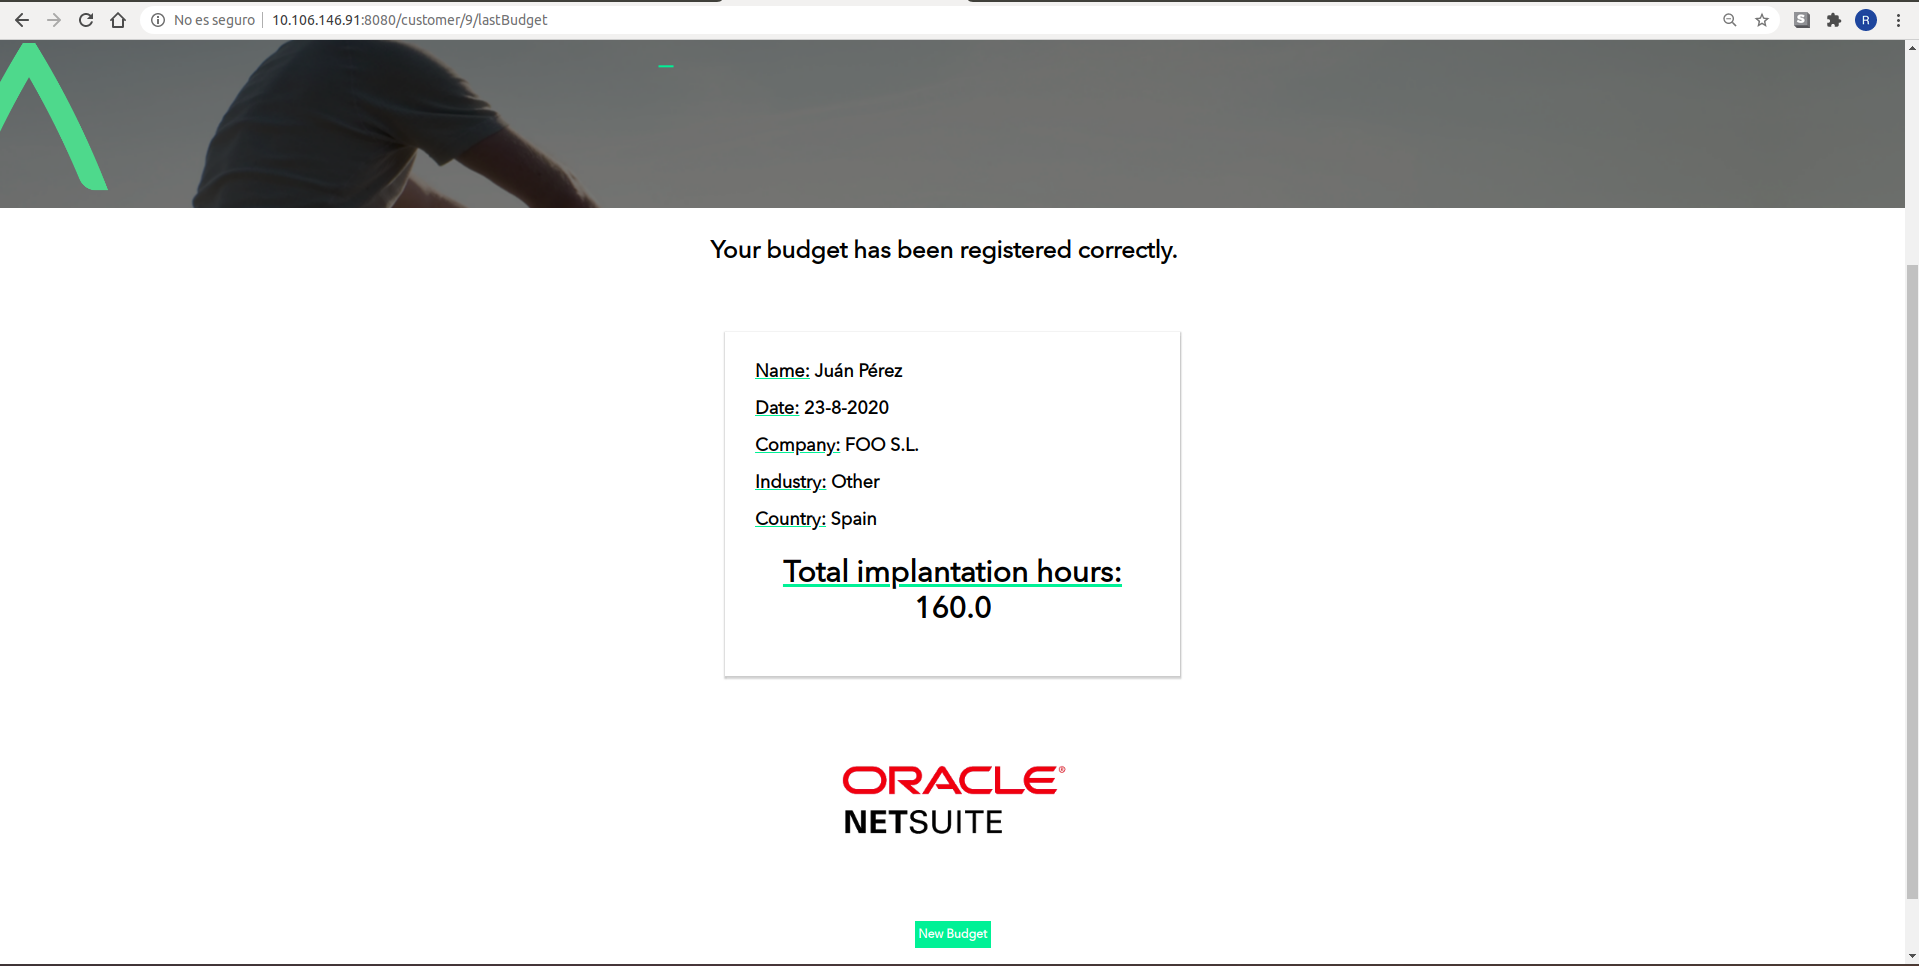 No es seguro
10.106.146.91:8080/customer/9/lastBudget
S
R
Your budget has been registered correctly.
Name: Juán Pérez
Date: 23-8-2020
Company: FOO S.L.
Industry: Other
Country: Spain
Total implantation hours:
160.0
ORACLE®
NETSUITE
New Budget